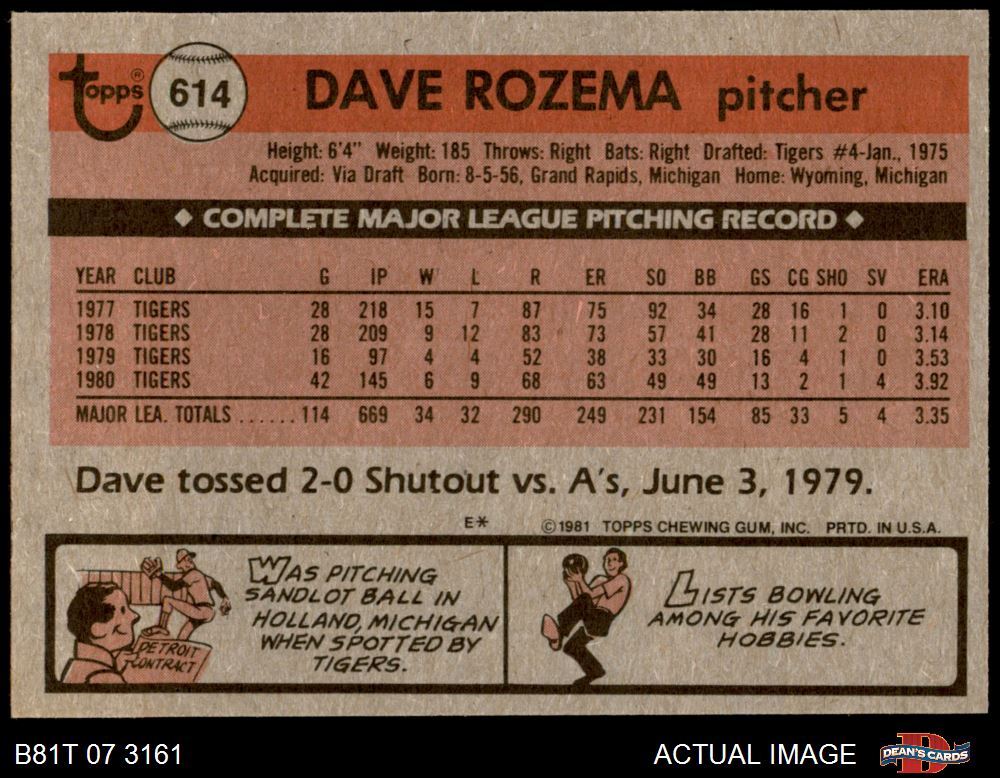 topps® 614 DAVE ROZEMA pitcher
Height: 6'4" Weight: 185 Throws: Right Bats: Right Drafted: Tigers #4-Jan., 1975
Acquired: Via Draft Born: 8-5-56, Grand Rapids, Michigan Home: Wyoming, Michigan
◆ COMPLETE MAJOR LEAGUE PITCHING RECORD ◆
YEAR CLUB G IP W L R ER SO BB GS CG SHO SV ERA
1977 TIGERS 28 218 15 7 87 75 92 34 28 16 1 0 3.10
1978 TIGERS 28 209 9 12 83 73 57 41 28 11 2 0 3.14
1979 TIGERS 16 97 4 4 52 38 33 30 16 4 1 0 3.53
1980 TIGERS 42 145 6 9 68 63 49 49 13 2 1 4 3.92
MAJOR LEA. TOTALS ...... 114 669 34 32 290 249 231 154 85 33 5 4 3.35
Dave tossed 2-0 Shutout vs. A's, June 3, 1979.
E* ©1981 TOPPS CHEWING GUM, INC. PRTD. IN U.S.A.
WAS PITCHING
SANDLOT BALL IN
HOLLAND, MICHIGAN
WHEN SPOTTED BY
TIGERS.
DETROIT
CONTRACT
LISTS BOWLING
AMONG HIS FAVORITE
HOBBIES.
B81T 07 3161 ACTUAL IMAGE DEAN'S CARDS